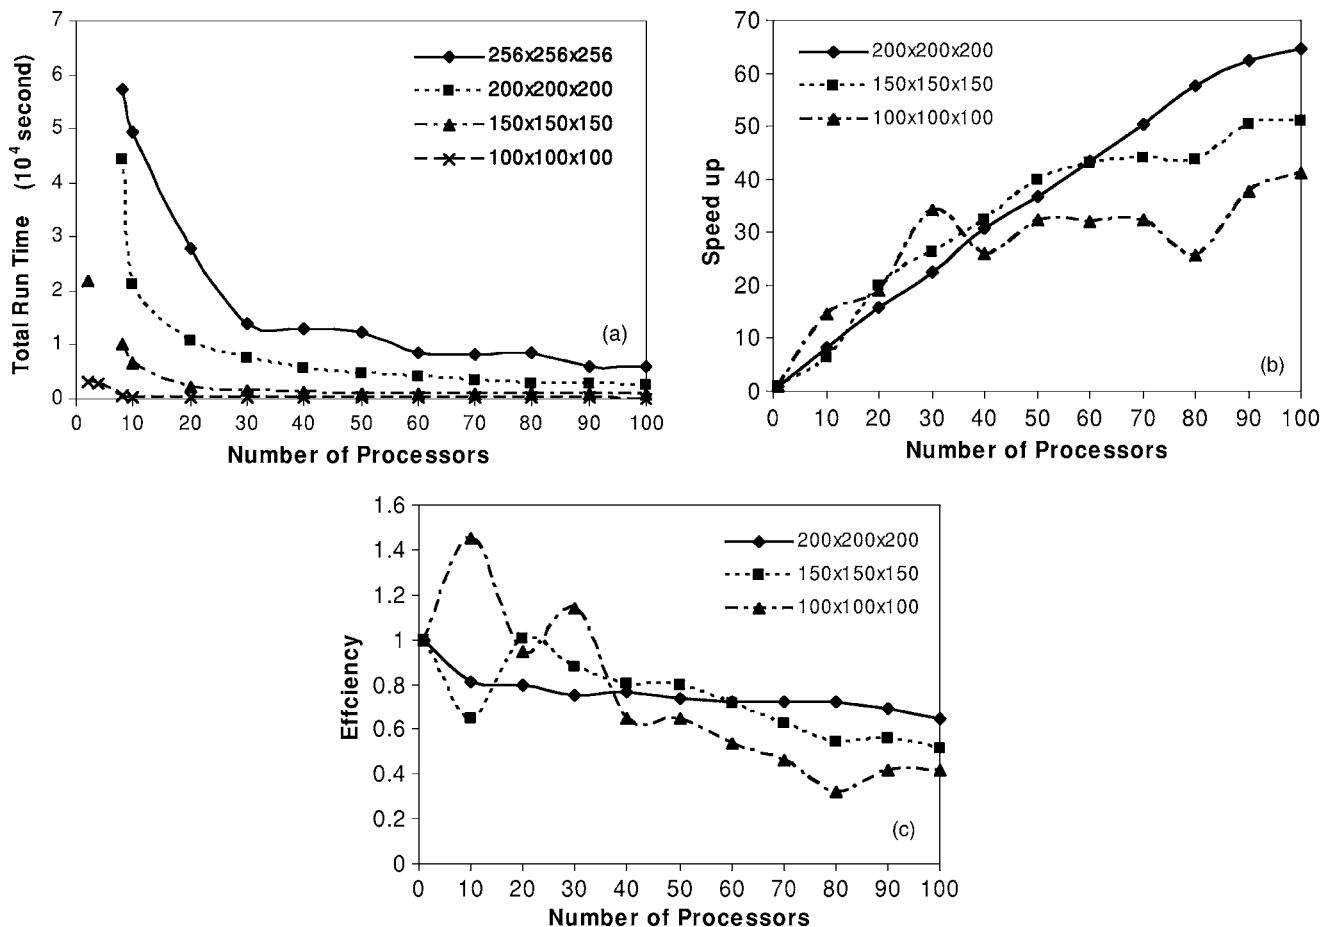 7
6
5
4
3
2
1
0
Total Run Time (10^4 second)
256x256x256
200x200x200
150x150x150
100x100x100
(a)
0 10 20 30 40 50 60 70 80 90 100
Number of Processors
70
60
50
40
30
20
10
0
Speed up
200x200x200
150x150x150
100x100x100
(b)
0 10 20 30 40 50 60 70 80 90 100
Number of Processors
1.6
1.4
1.2
1
0.8
0.6
0.4
0.2
0
Effciency
200x200x200
150x150x150
100x100x100
(c)
0 10 20 30 40 50 60 70 80 90 100
Number of Processors